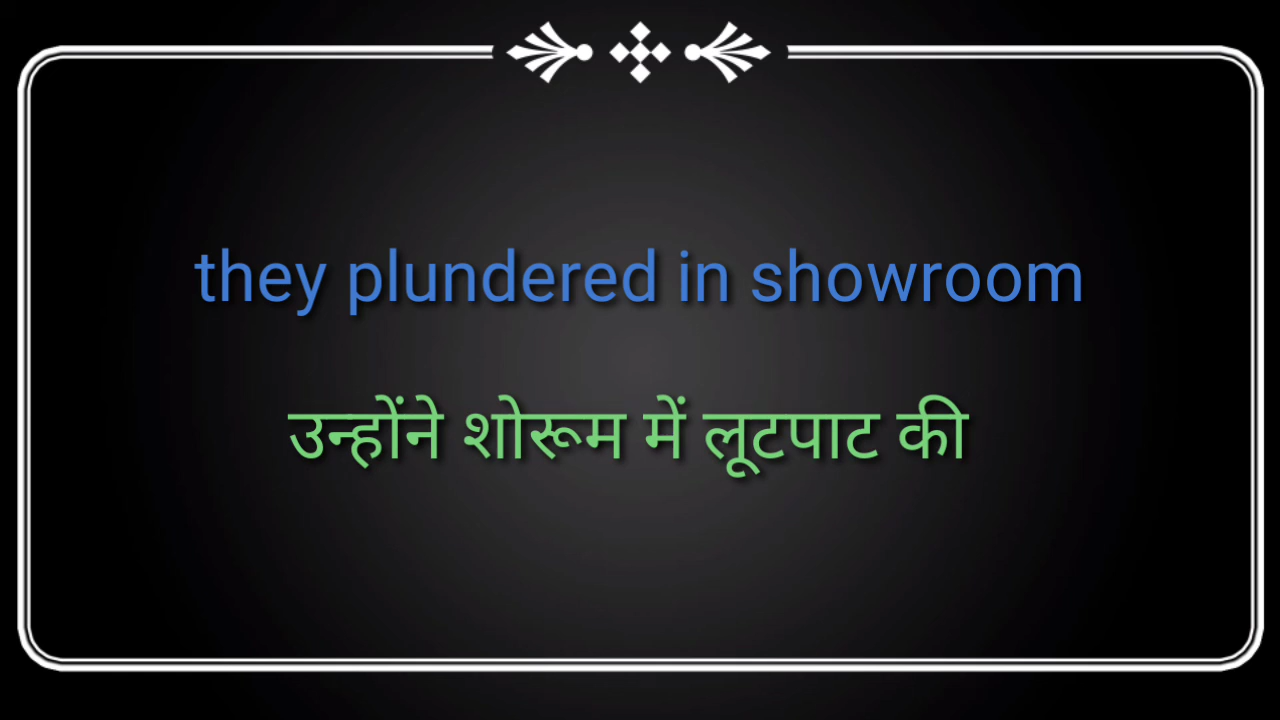 they plundered in showroom
उन्होंने शोरूम में लूटपाट की